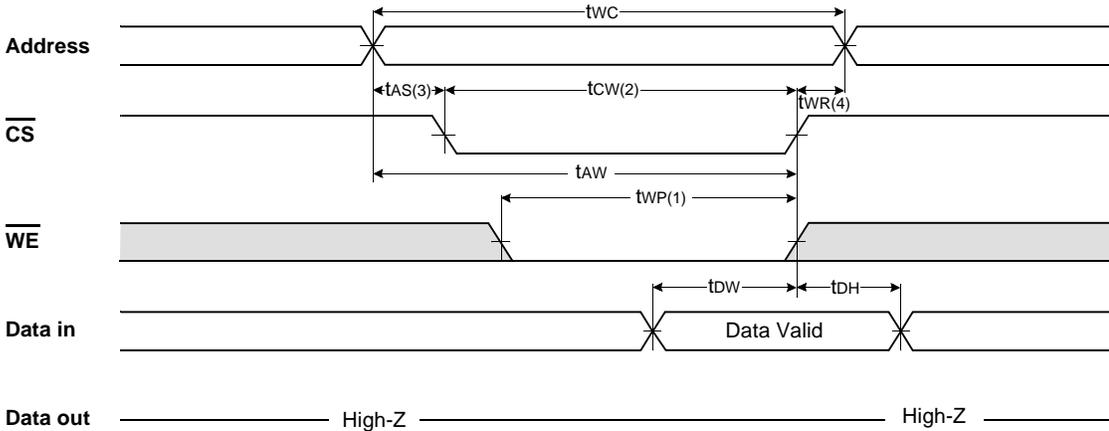 tWC
Address
tAS(3) tCW(2) tWR(4)
CS
tAW
tWP(1)
WE
tDW tDH
Data in Data Valid
Data out High-Z High-Z